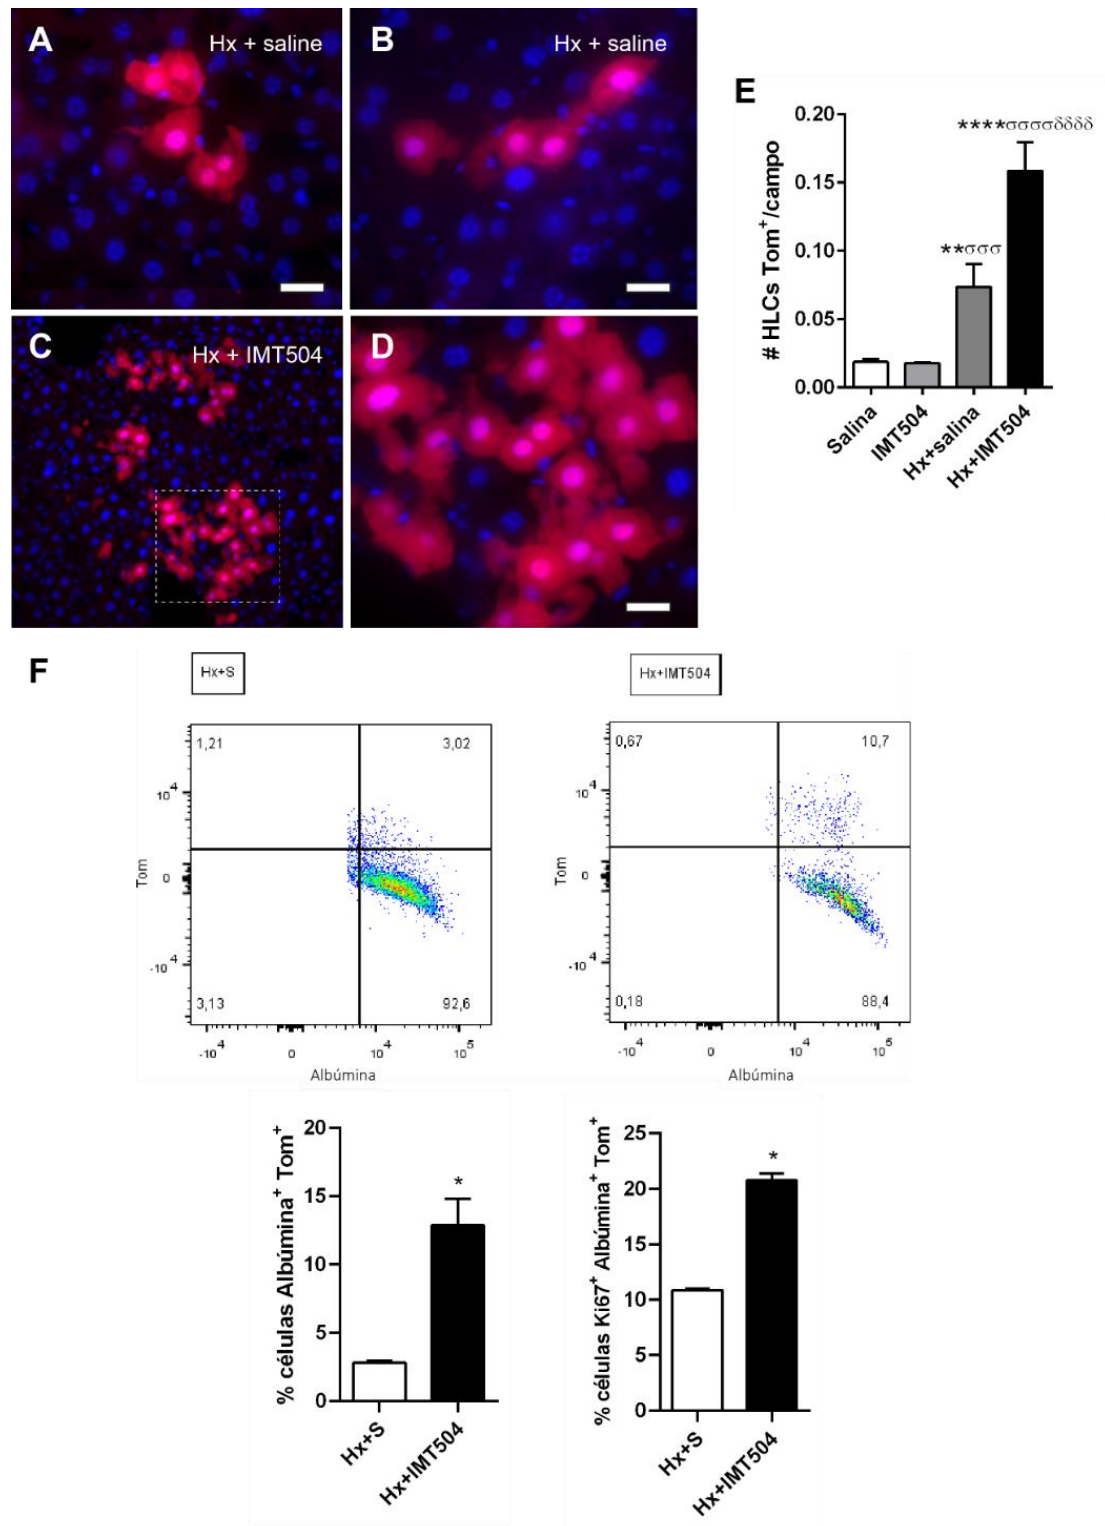 A
Hx + saline
B
Hx + saline
C
Hx + IMT504
D
E
# HLCs Tom+/campo
0.20
0.15
0.10
0.05
0.00
****σσσσδδδδ
**σσσ
Salina
IMT504
Hx+salina
Hx+IMT504
F
Hx+S
1,21
3,02
3,13
92,6
Tom
10^4
0
-10^4
-10^4
0
10^4
10^5
Albúmina
Hx+IMT504
0,67
10,7
0,18
88,4
Tom
10^4
0
-10^4
-10^4
0
10^4
10^5
Albúmina
% células Albúmina+ Tom+
20
15
10
5
0
*
Hx+S
Hx+IMT504
% células Ki67+ Albúmina+ Tom+
25
20
15
10
5
0
*
Hx+S
Hx+IMT504